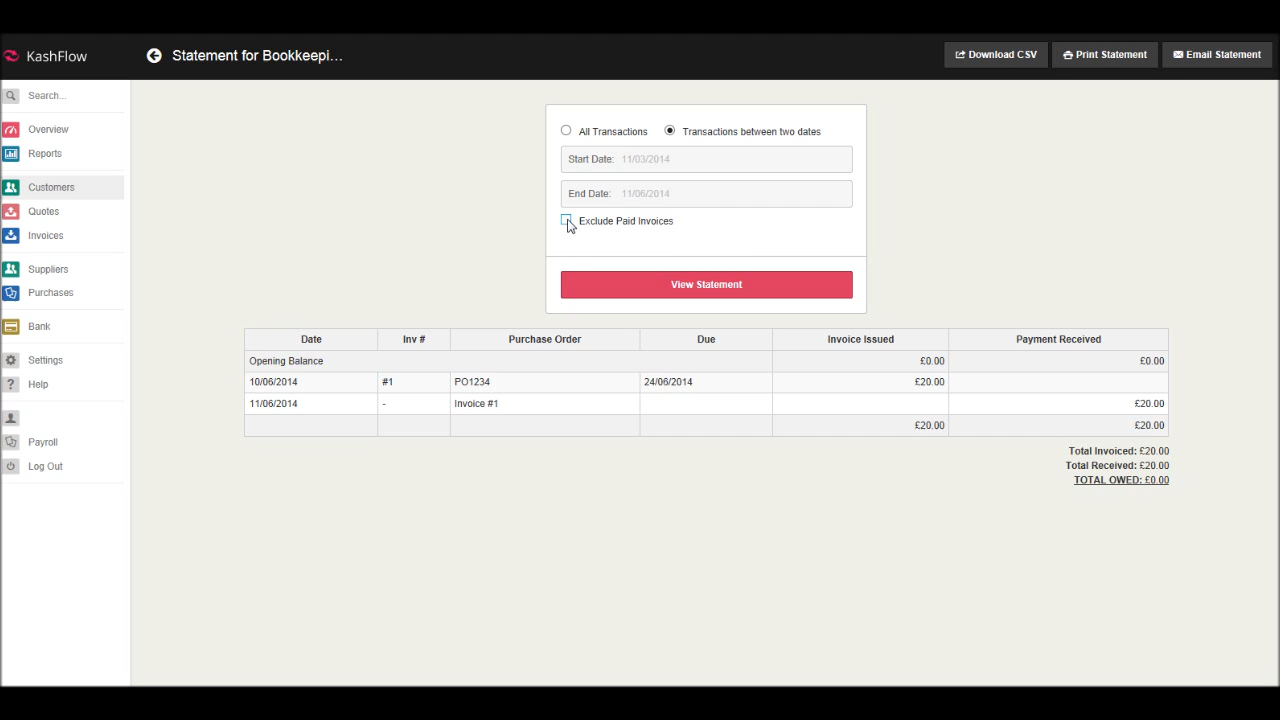 KashFlow
Statement for Bookkeepi...
Download CSV
Print Statement
Email Statement
Search...
Overview
Reports
Customers
Quotes
Invoices
Suppliers
Purchases
Bank
Settings
Help
Payroll
Log Out
All Transactions
Transactions between two dates
Start Date: 11/03/2014
End Date: 11/06/2014
Exclude Paid Invoices
View Statement
Date Inv # Purchase Order Due Invoice Issued Payment Received
Opening Balance £0.00 £0.00
10/06/2014 #1 PO1234 24/06/2014 £20.00
11/06/2014 - Invoice #1 £20.00
£20.00 £20.00
Total Invoiced: £20.00
Total Received: £20.00
TOTAL OWED: £0.00